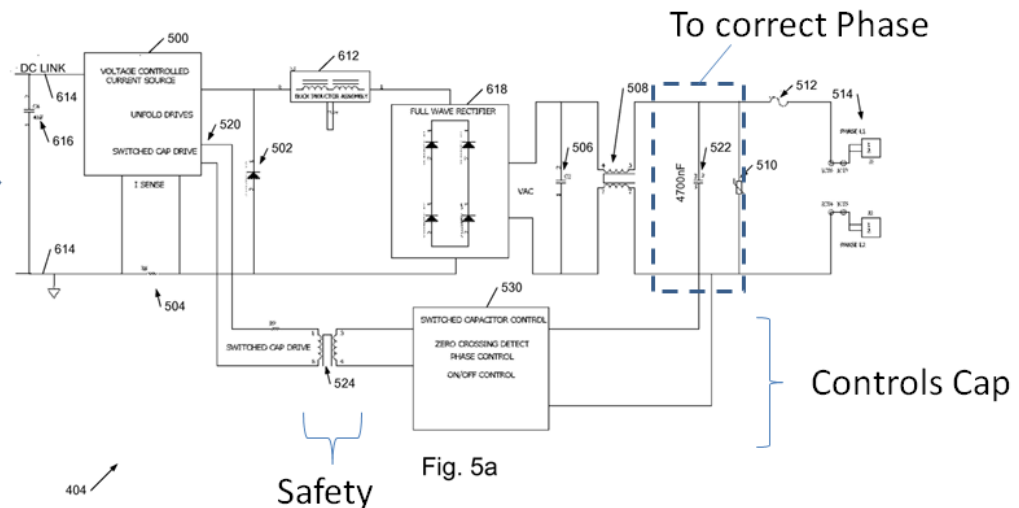 To correct Phase
500
612
508
512
514
DC LINK
614
VOLTAGE CONTROLLED
CURRENT SOURCE
BUCK INDUCTOR ASSEMBLY
618
FULL WAVE RECTIFIER
PHASE L1
616
UNFOLD DRIVES
520
502
506
522
510
SWITCHED CAP DRIVE
4700nF
VAC
I SENSE
614
PHASE L2
504
530
SWITCHED CAPACITOR CONTROL
ZERO CROSSING DETECT
PHASE CONTROL
ON/OFF CONTROL
SWITCHED CAP DRIVE
524
Controls Cap
Fig. 5a
404
Safety